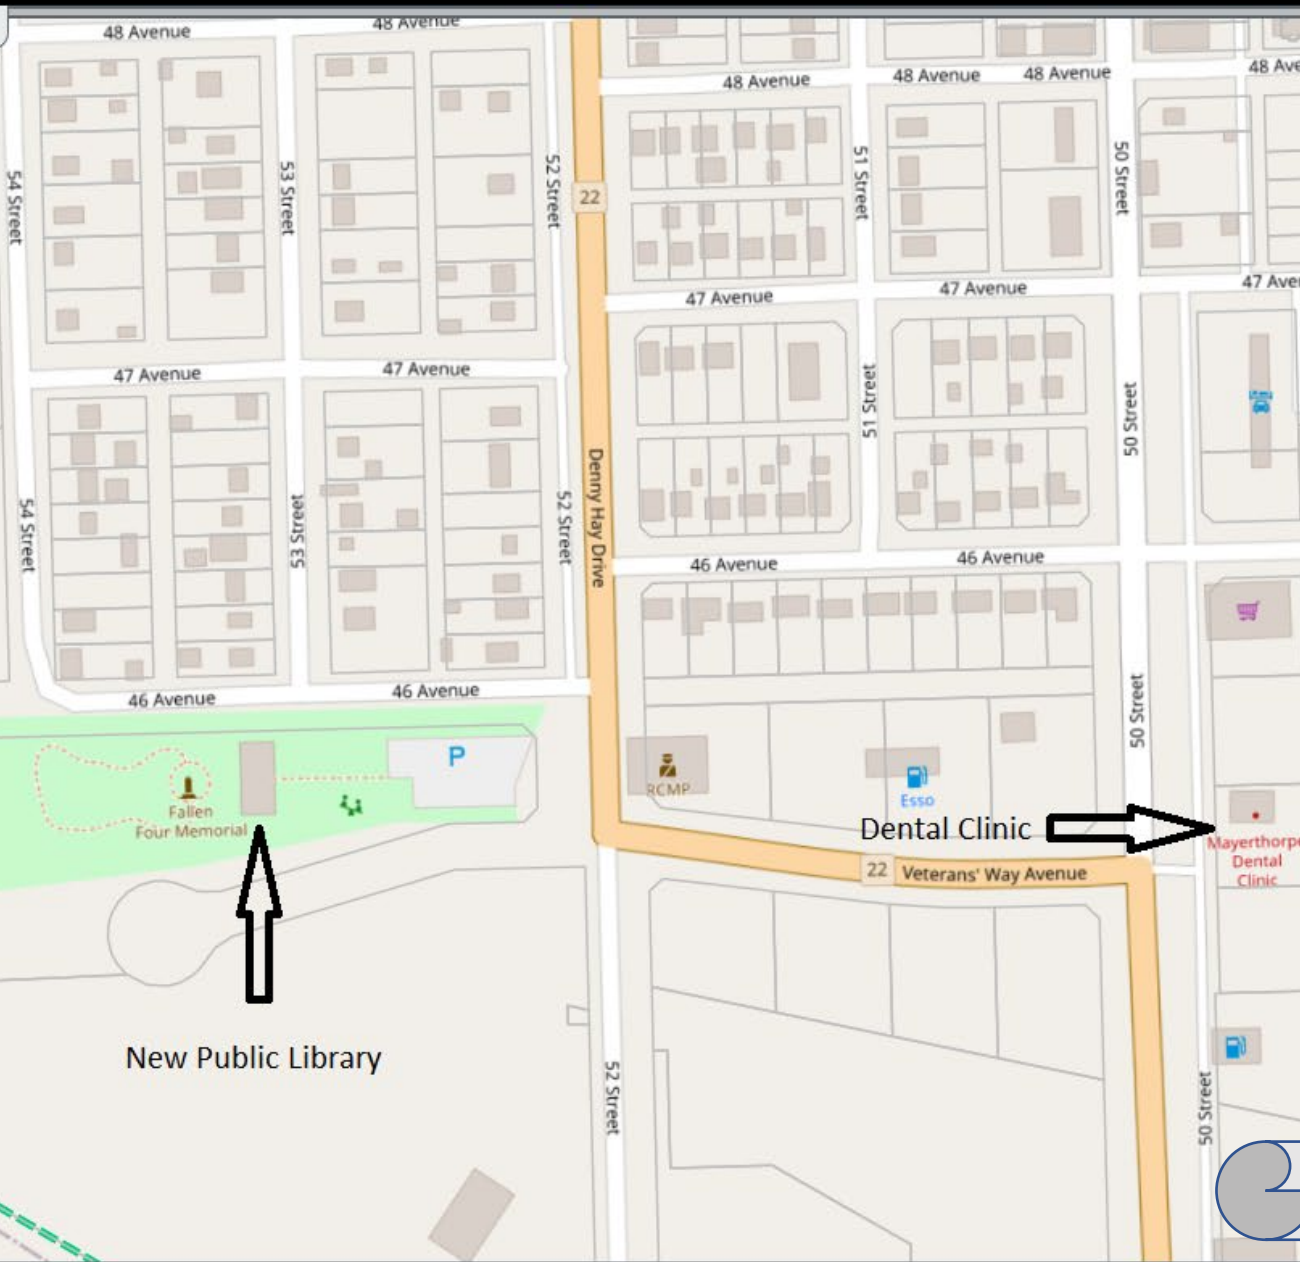 48 Avenue
48 Avenue
48 Avenue
48 Avenue
48 Avenue
48 Ave
54 Street
53 Street
52 Street
22
51 Street
50 Street
47 Avenue
47 Avenue
47 Avenue
47 Avenue
47 Aven
54 Street
53 Street
52 Street
Denny Hay Drive
51 Street
50 Street
46 Avenue
46 Avenue
46 Avenue
46 Avenue
50 Street
P
RCMP
Esso
Fallen
Four Memorial
Dental Clinic
Mayerthorpe
Dental
Clinic
22
Veterans' Way Avenue
New Public Library
52 Street
50 Street